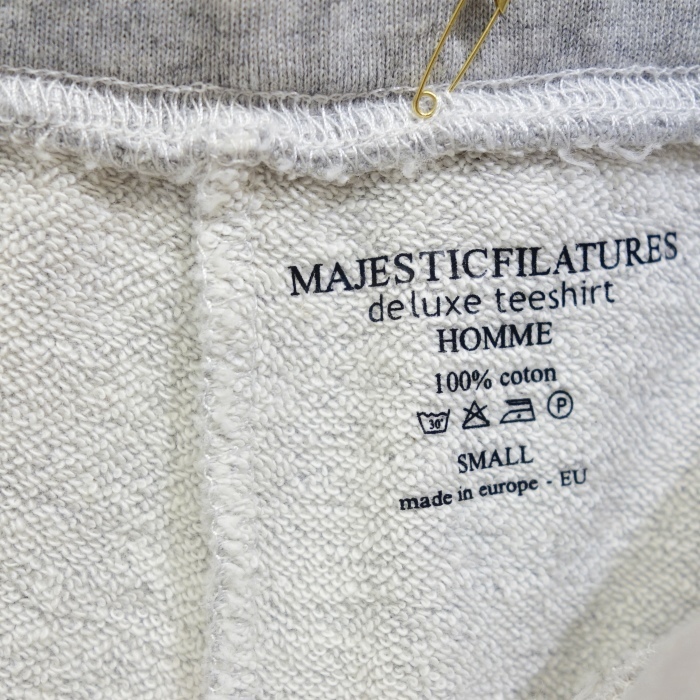 MAJESTICFILATURES
deluxe teeshirt
HOMME
100% coton
30° P
SMALL
made in europe - EU